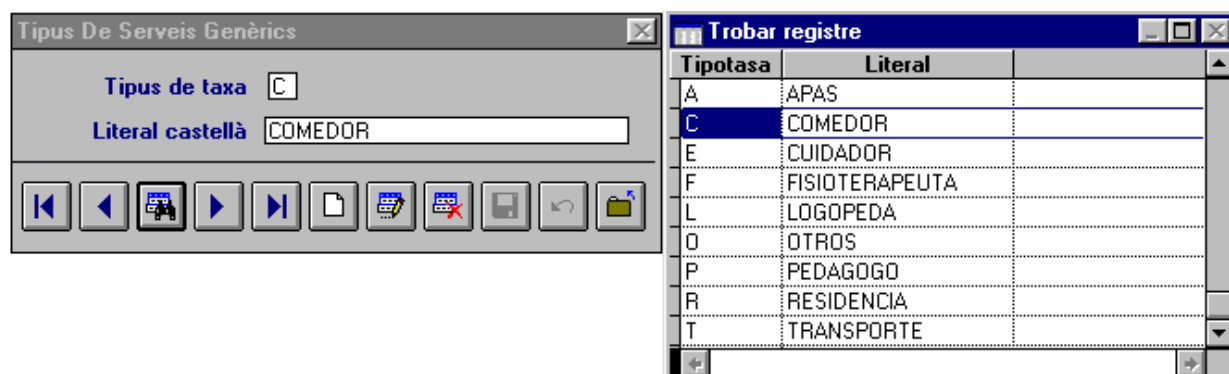 Tipus De Serveis Genèrics
Tipus de taxa C
Literal castellà COMEDOR
Trobar registre
Tipotasa Literal
A APAS
C COMEDOR
E CUIDADOR
F FISIOTERAPEUTA
L LOGOPEDA
O OTROS
P PEDAGOGO
R RESIDENCIA
T TRANSPORTE